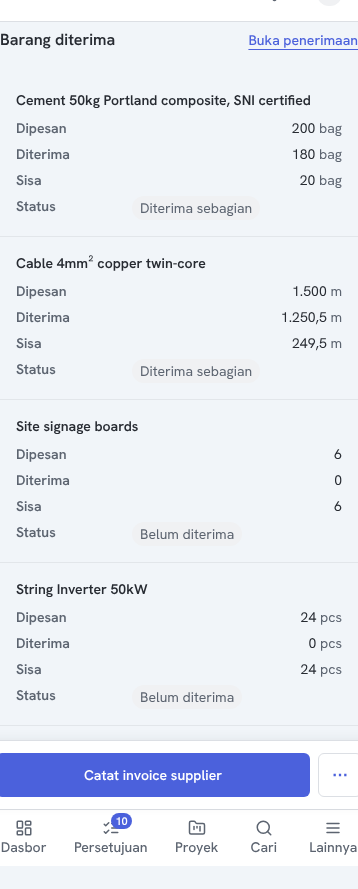 Barang diterima Buka penerimaan
Cement 50kg Portland composite, SNI certified
Dipesan 200 bag
Diterima 180 bag
Sisa 20 bag
Status Diterima sebagian
Cable 4mm² copper twin-core
Dipesan 1.500 m
Diterima 1.250,5 m
Sisa 249,5 m
Status Diterima sebagian
Site signage boards
Dipesan 6
Diterima 0
Sisa 6
Status Belum diterima
String Inverter 50kW
Dipesan 24 pcs
Diterima 0 pcs
Sisa 24 pcs
Status Belum diterima
Catat invoice supplier ...
10
Dasbor Persetujuan Proyek Cari Lainnya